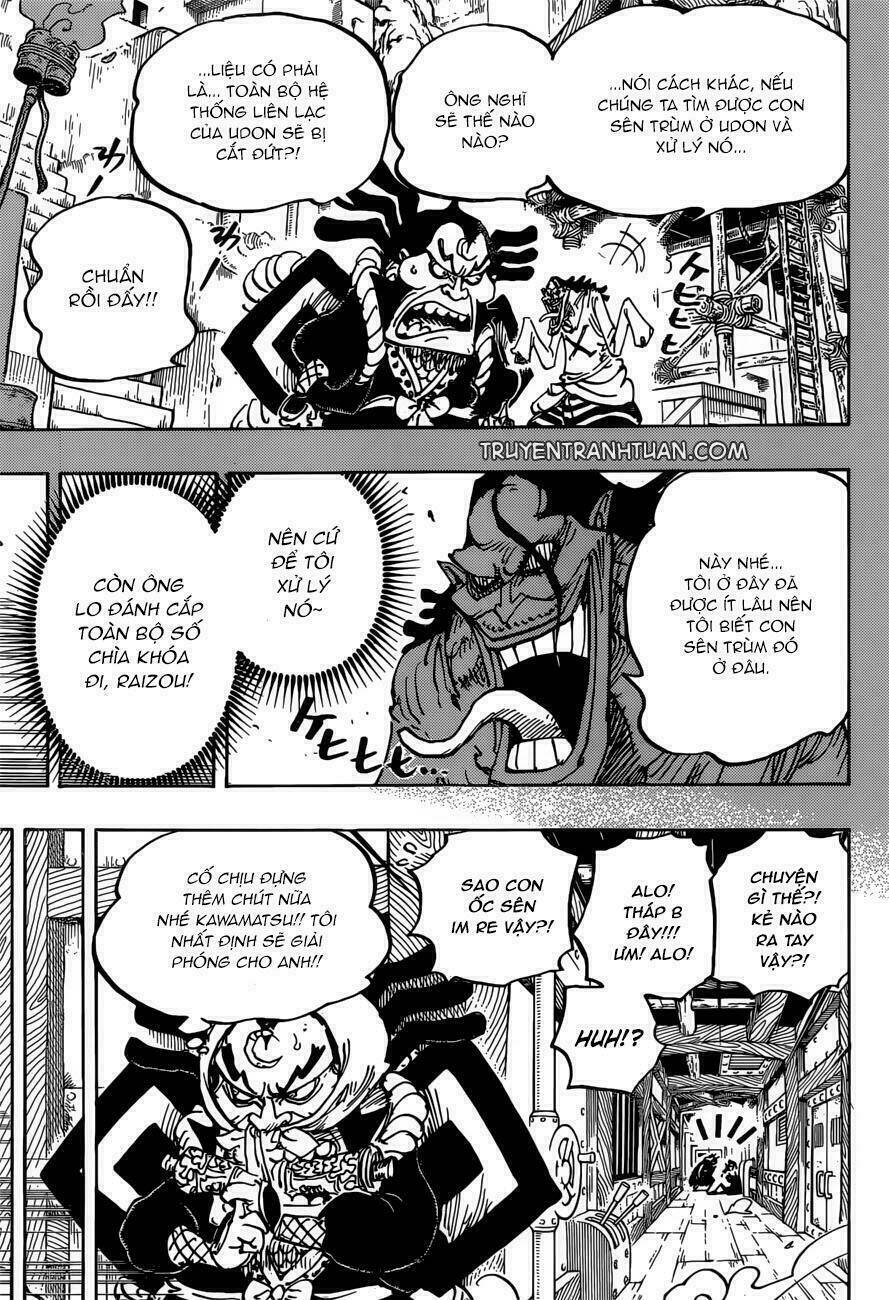 ...NÓI CÁCH KHÁC, NẾU
CHÚNG TA TÌM ĐƯỢC CON
SÊN TRÙM Ở UDON VÀ
XỬ LÝ NÓ...
ÔNG NGHĨ
SẼ THẾ NÀO
NÀO?
...LIỆU CÓ PHẢI
LÀ... TOÀN BỘ HỆ
THỐNG LIÊN LẠC
CỦA UDON SẼ BỊ
CẮT ĐỨT?!
CHUẨN
RỒI ĐẤY!!
ケヒヒヒ
TRUYENTRANHTUAN.COM
NÀY NHÉ...
TÔI Ở ĐÂY ĐÃ
ĐƯỢC ÍT LÂU NÊN
TÔI BIẾT CON
SÊN TRÙM ĐÓ
Ở ĐÂU.
NÊN CỨ
ĐỂ TÔI
XỬ LÝ
NÓ~
CÒN ÔNG
LO ĐÁNH CẮP
TOÀN BỘ SỐ
CHÌA KHÓA
ĐI, RAIZOU!
CHUYỆN
GÌ THẾ?!
KẺ NÀO
RA TAY
VẬY?!
ALO!
THÁP B
ĐÂY!!!
ƯM! ALO!
HUH!?
SAO CON
ỐC SÊN
IM RE VẬY?!
CỐ CHỊU ĐỰNG
THÊM CHÚT NỮA
NHÉ KAWAMATSU!! TÔI
NHẤT ĐỊNH SẼ GIẢI
PHÓNG CHO ANH!!